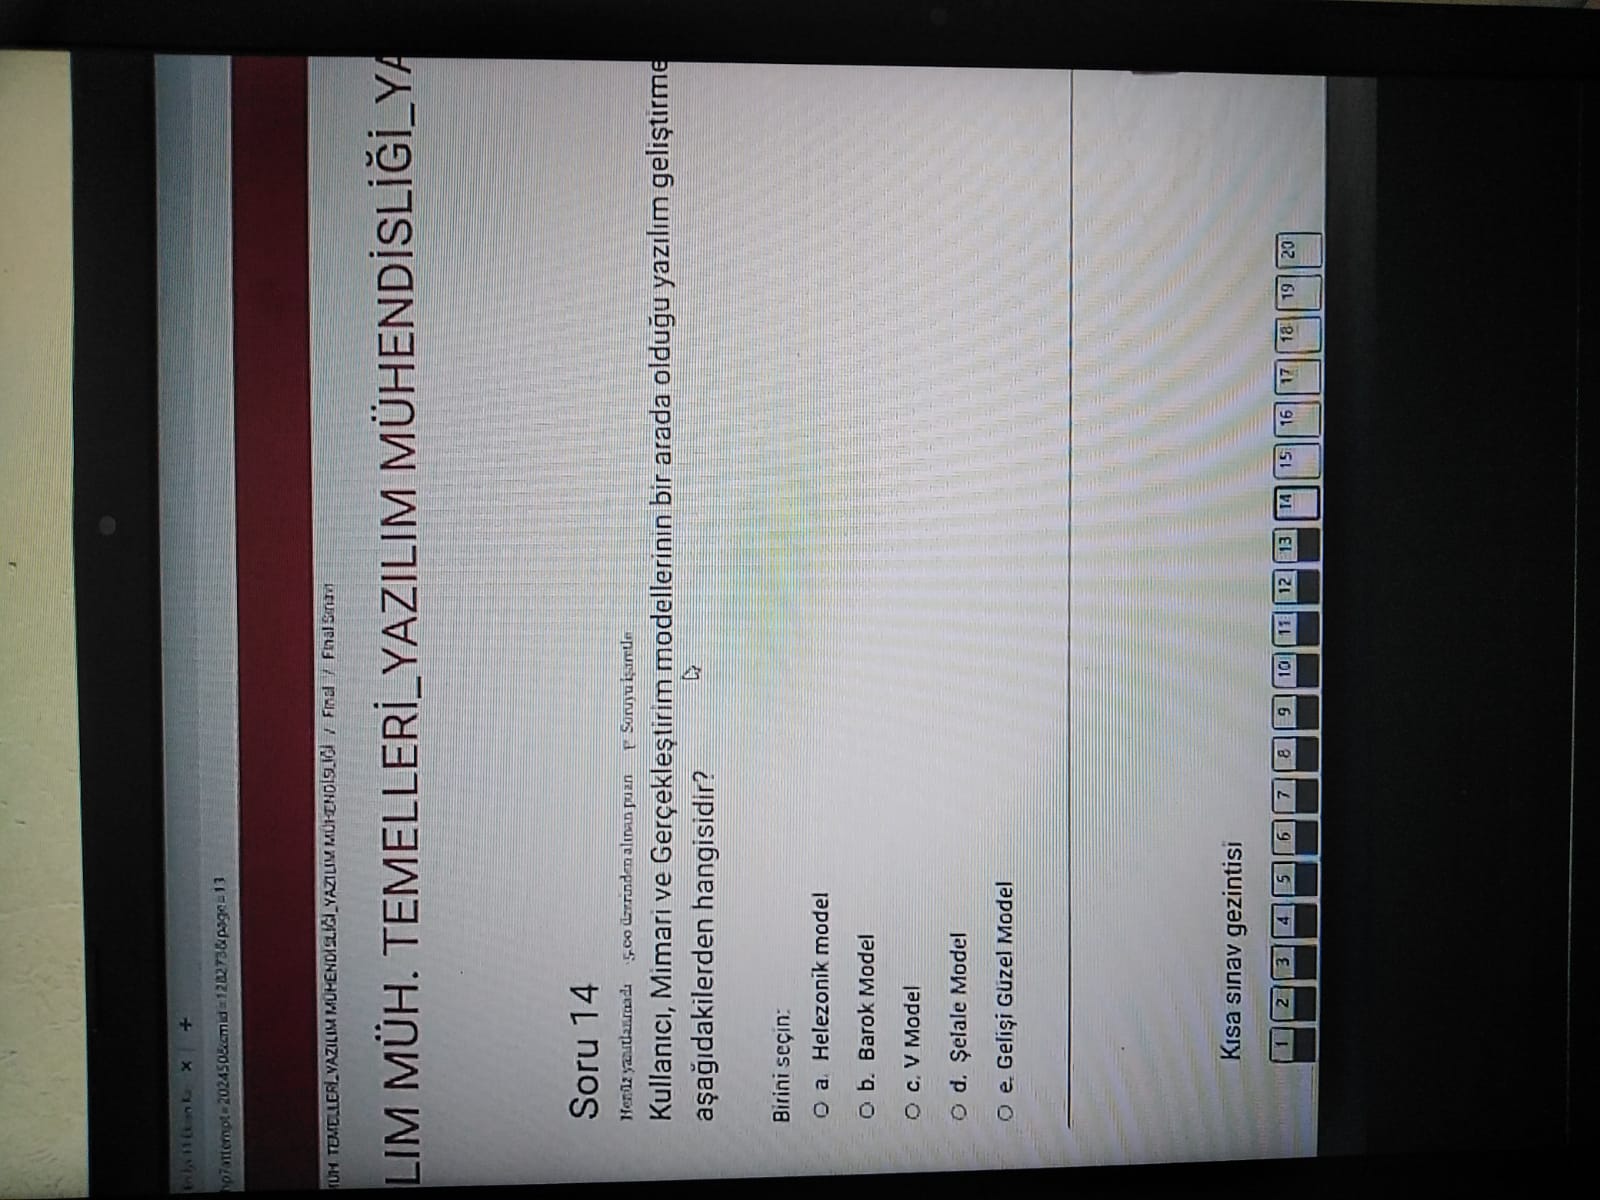 hp?attempt=202450&cmid=128273&page=13
TEMELLERİ_YAZILIM MÜHENDİSLİĞİ_YAZILIM MÜHENDİSLİĞİ / Final / Final Sınavı
LIM MÜH. TEMELLERİ_YAZILIM MÜHENDİSLİĞİ_YA
Soru 14
Henüz yanıtlanmadı 5,00 üzerinden alınan puan Soruyu işaretle
Kullanıcı, Mimari ve Gerçekleştirim modellerinin bir arada olduğu yazılım geliştirme
aşağıdakilerden hangisidir?
Birini seçin:
a. Helezonik model
b. Barok Model
c. V Model
d. Şelale Model
e. Gelişi Güzel Model
Kısa sınav gezintisi
1 2 3 4 5 6 7 8 9 10 11 12 13 14 15 16 17 18 19 20